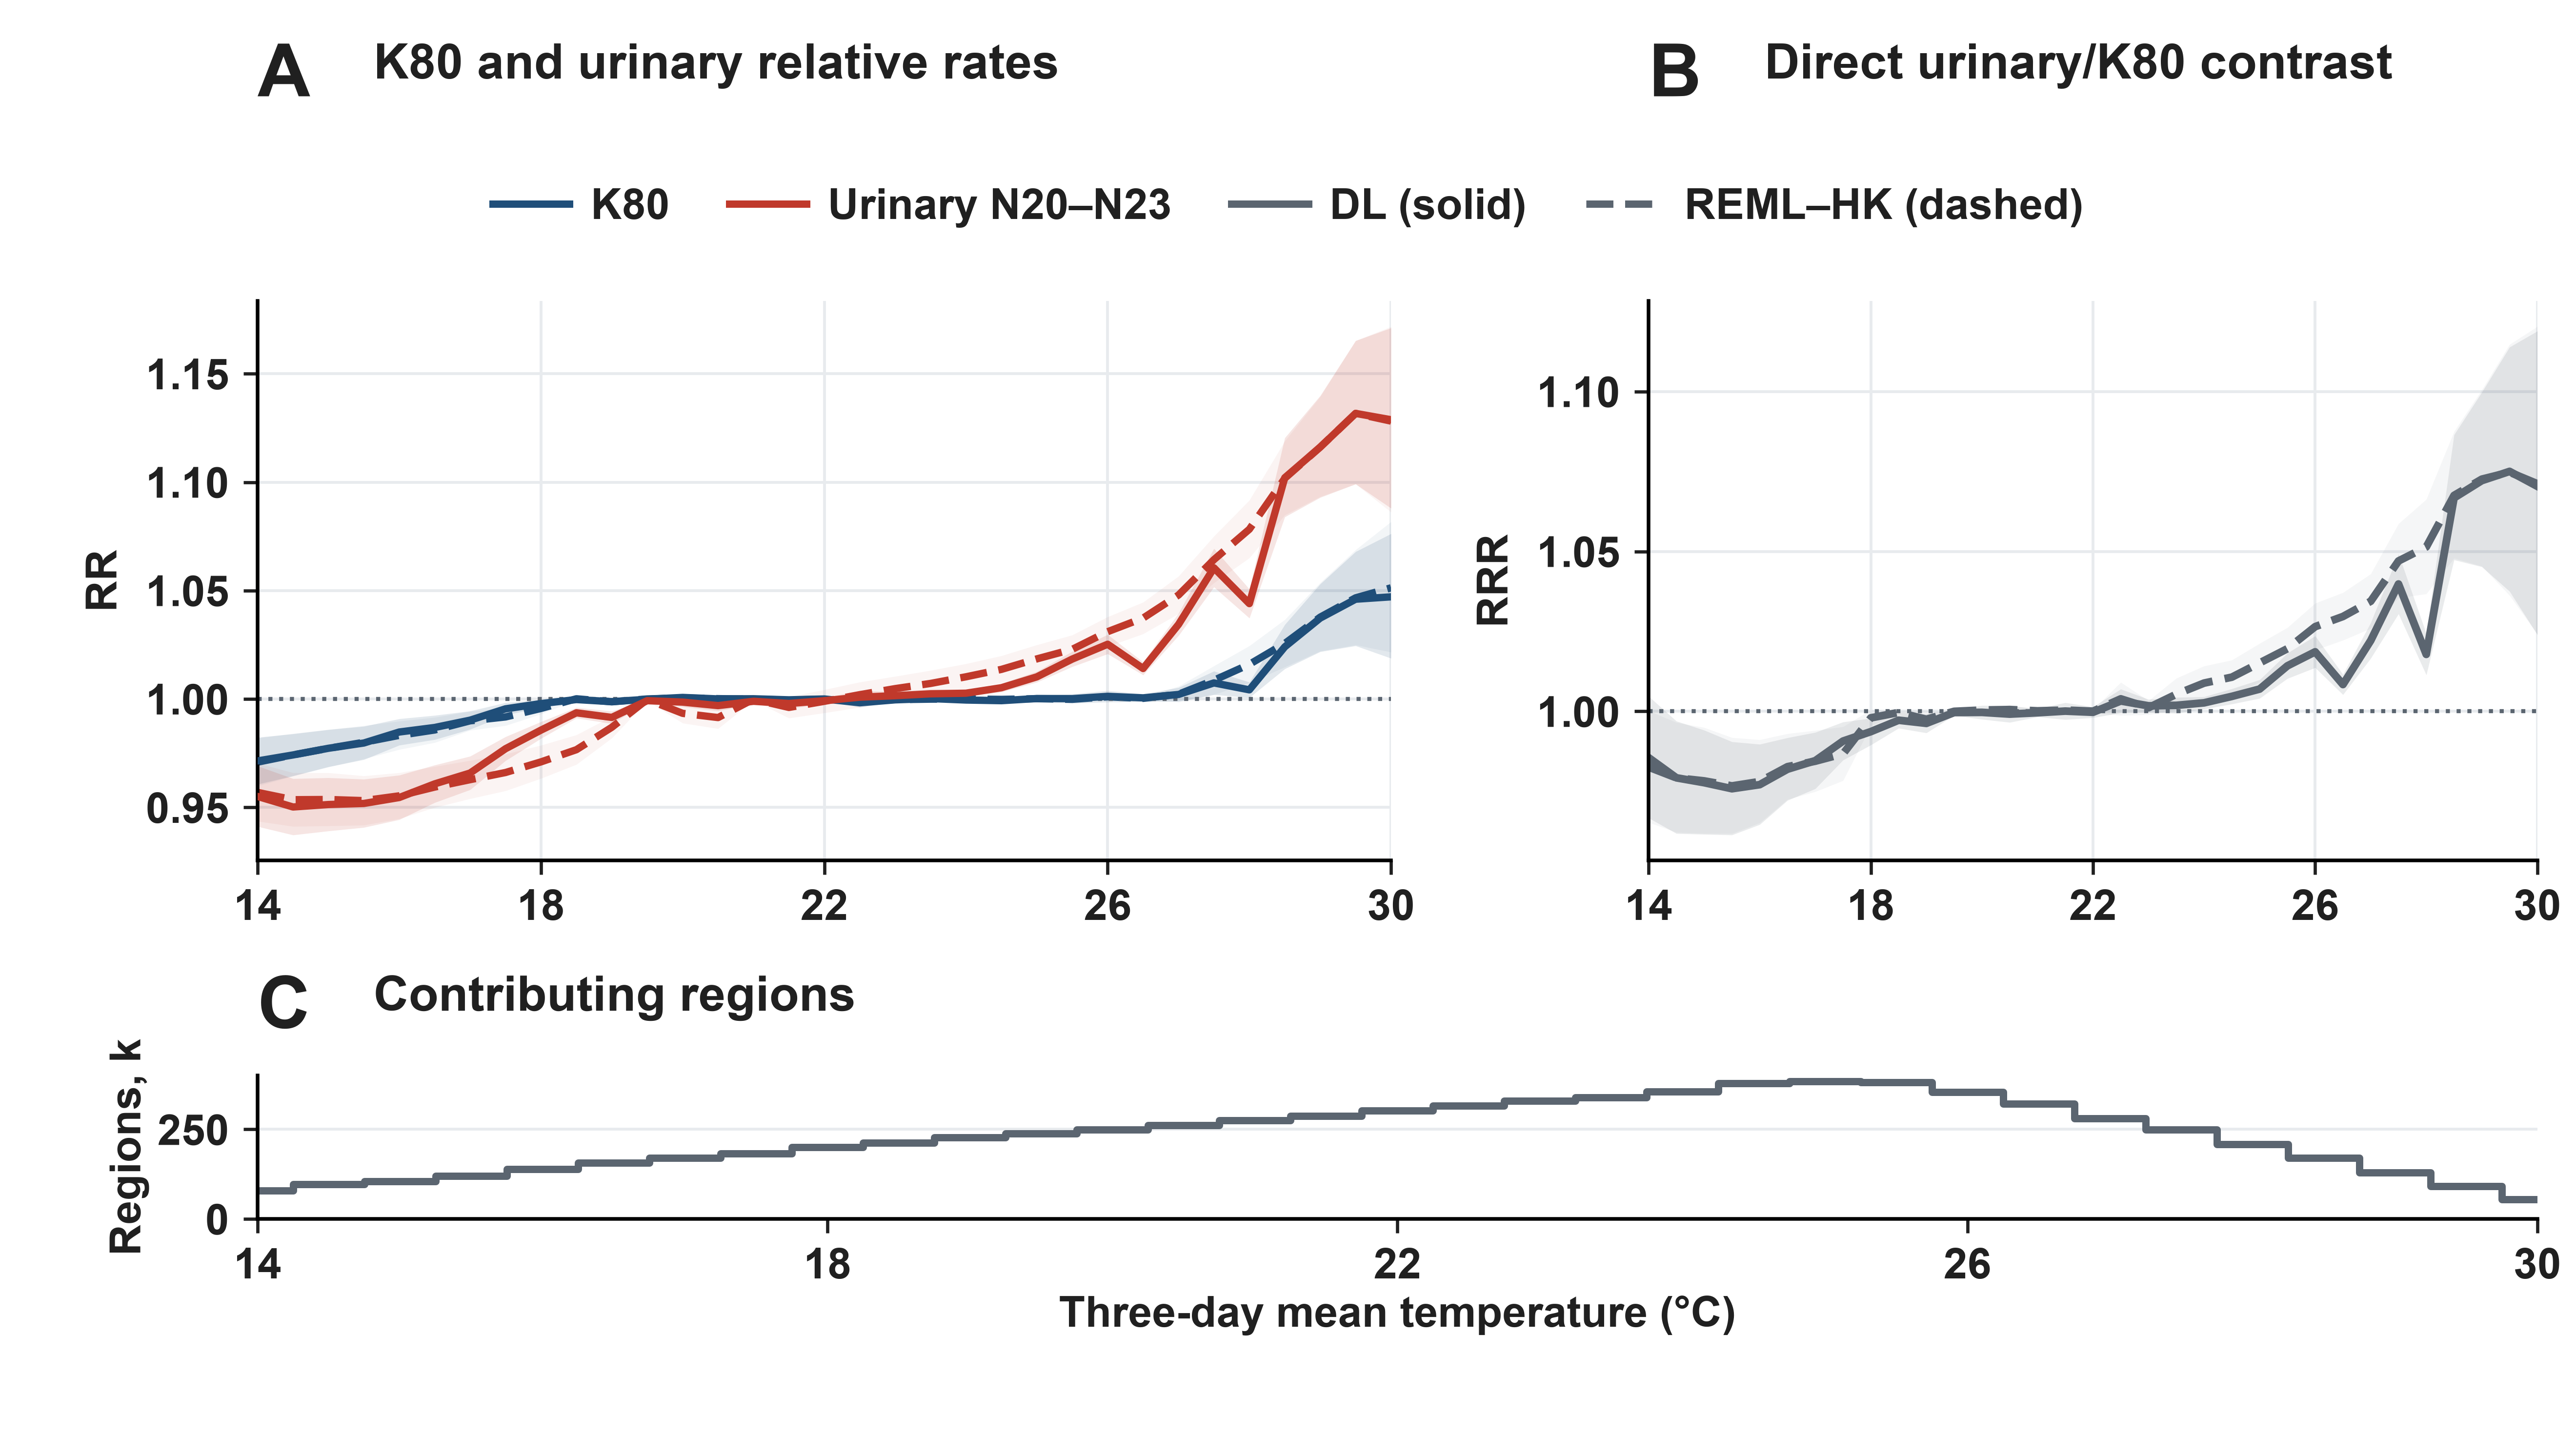 A K80 and urinary relative rates
B Direct urinary/K80 contrast
K80 Urinary N20–N23 DL (solid) REML–HK (dashed)
RR
1.15
1.10
1.05
1.00
0.95
14 18 22 26 30
RRR
1.10
1.05
1.00
14 18 22 26 30
C Contributing regions
Regions, k
250
0
14 18 22 26 30
Three-day mean temperature (°C)